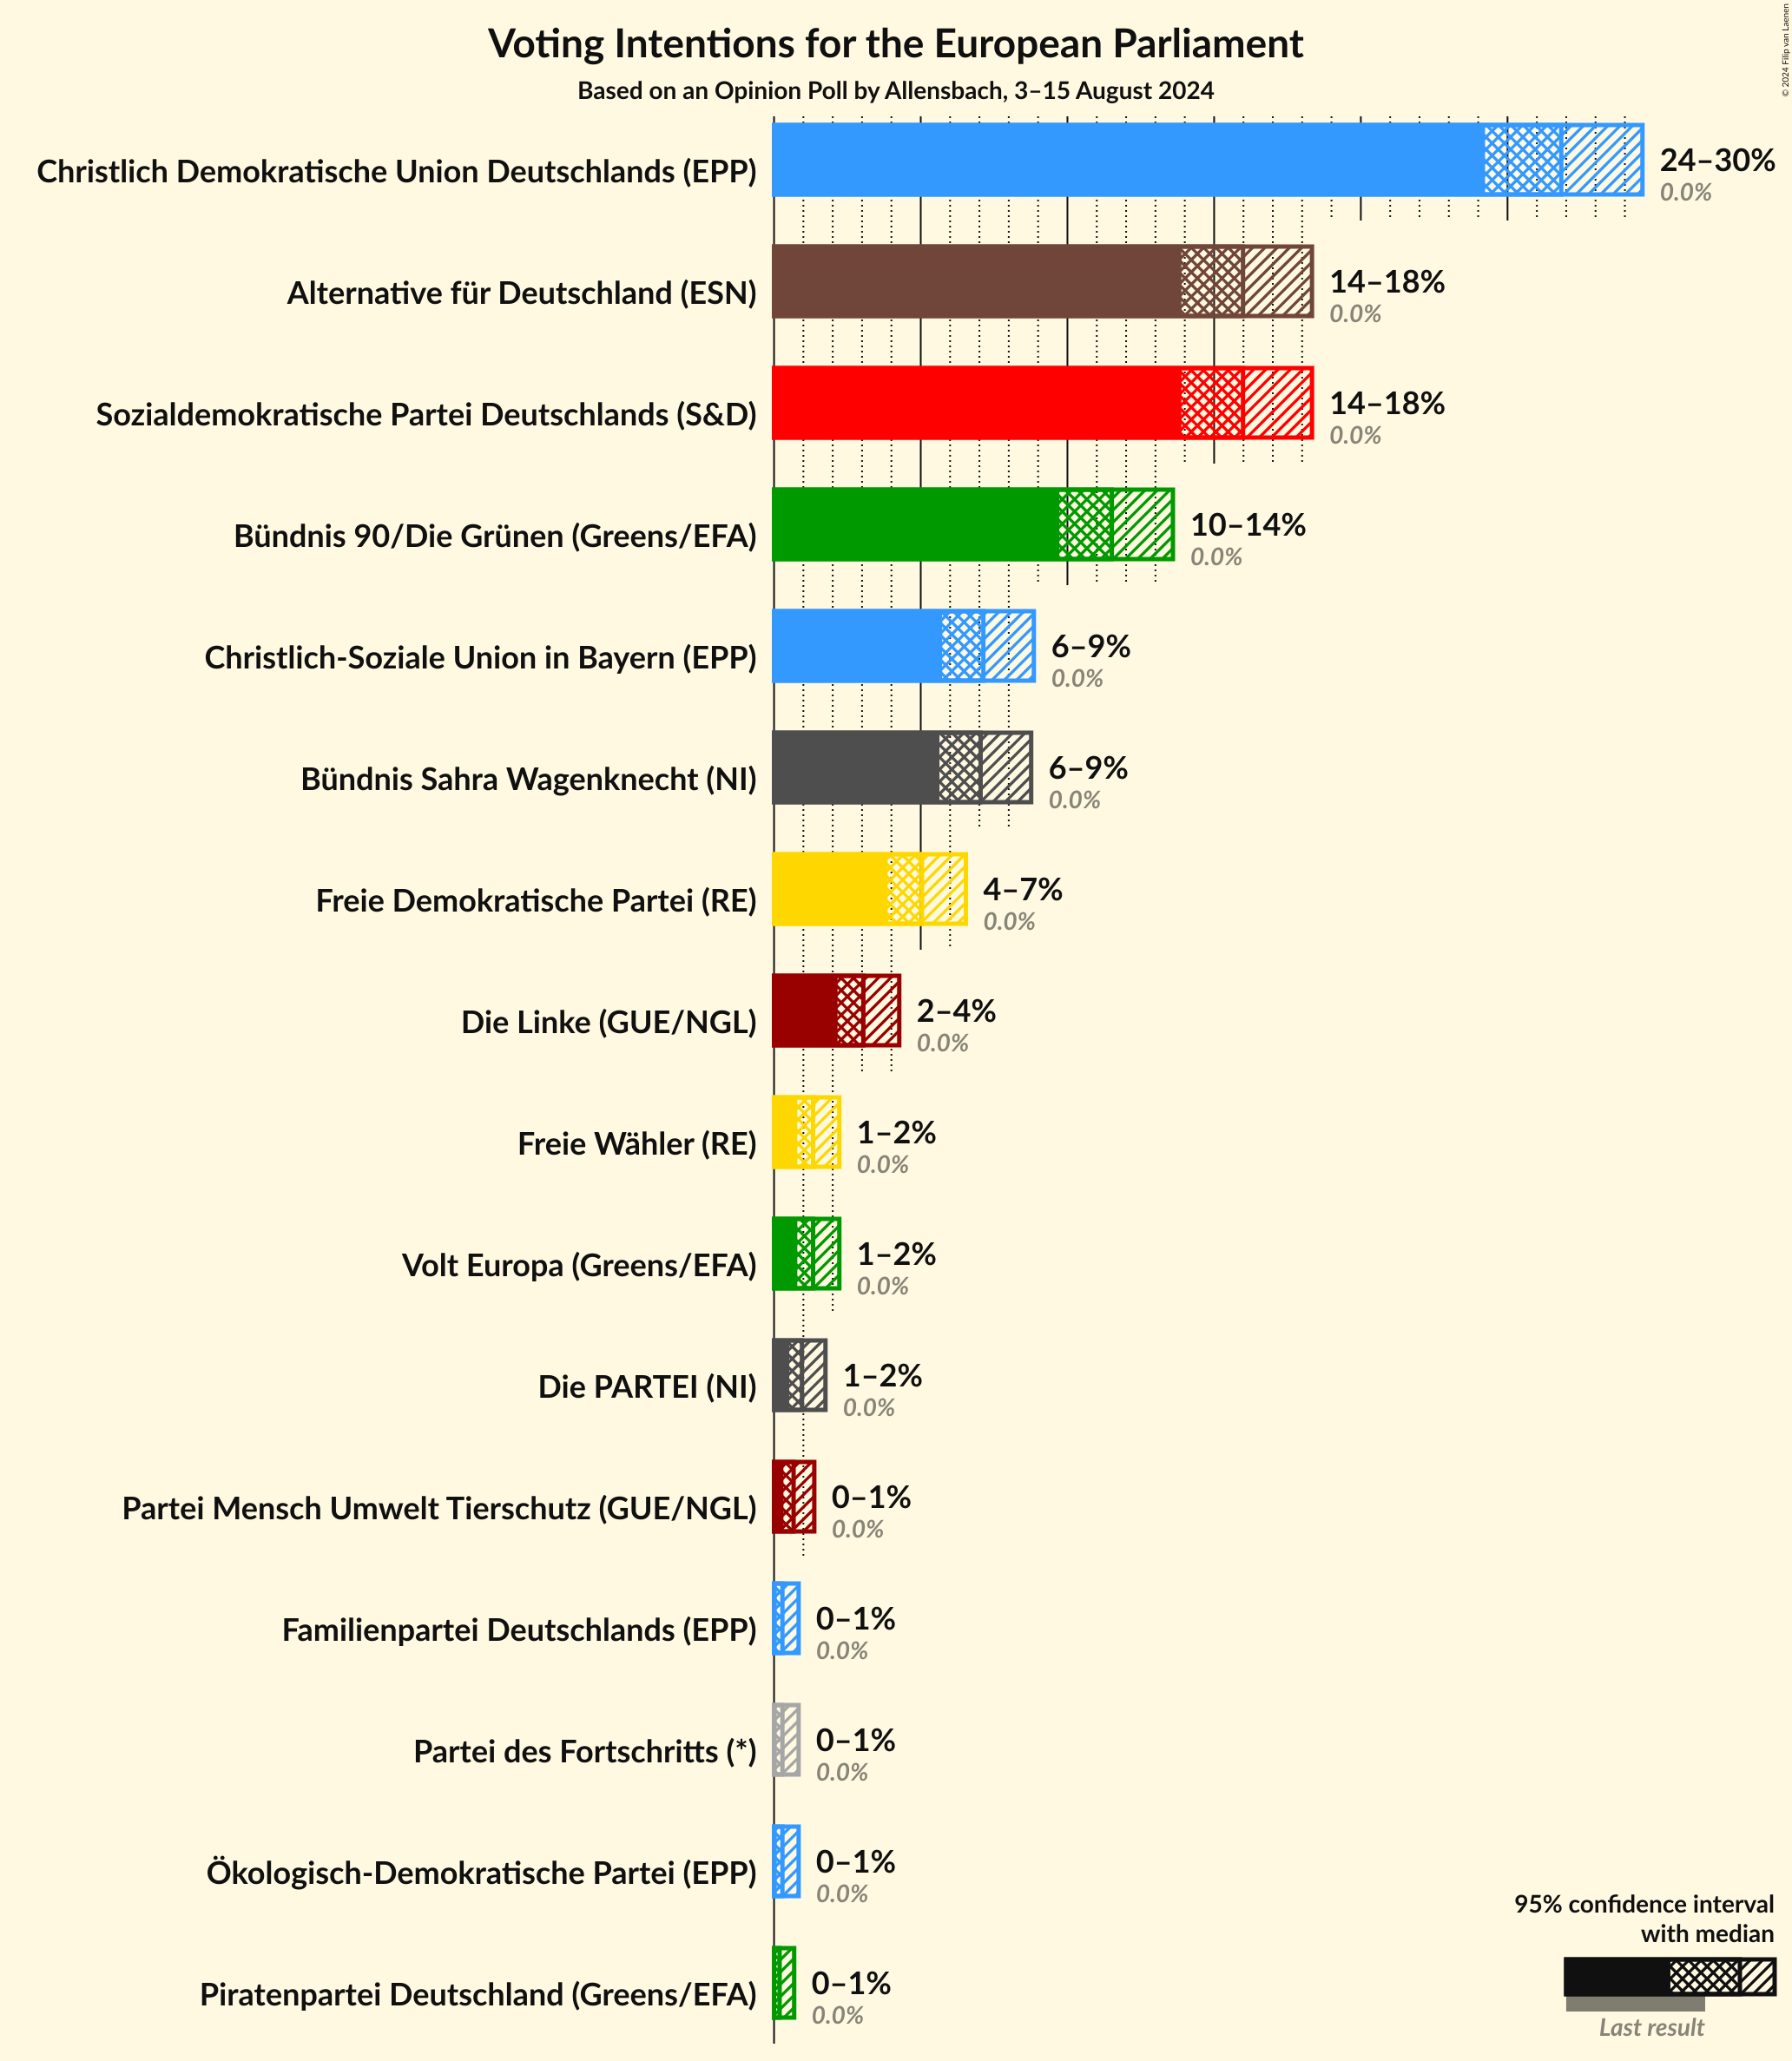 Voting Intentions for the European Parliament
Based on an Opinion Poll by Allensbach, 3–15 August 2024
© 2024 Filip van Laenen
Christlich Demokratische Union Deutschlands (EPP)
24–30%
0.0%
Alternative für Deutschland (ESN)
14–18%
0.0%
Sozialdemokratische Partei Deutschlands (S&D)
14–18%
0.0%
Bündnis 90/Die Grünen (Greens/EFA)
10–14%
0.0%
Christlich-Soziale Union in Bayern (EPP)
6–9%
0.0%
Bündnis Sahra Wagenknecht (NI)
6–9%
0.0%
Freie Demokratische Partei (RE)
4–7%
0.0%
Die Linke (GUE/NGL)
2–4%
0.0%
Freie Wähler (RE)
1–2%
0.0%
Volt Europa (Greens/EFA)
1–2%
0.0%
Die PARTEI (NI)
1–2%
0.0%
Partei Mensch Umwelt Tierschutz (GUE/NGL)
0–1%
0.0%
Familienpartei Deutschlands (EPP)
0–1%
0.0%
Partei des Fortschritts (*)
0–1%
0.0%
Ökologisch-Demokratische Partei (EPP)
0–1%
0.0%
Piratenpartei Deutschland (Greens/EFA)
0–1%
0.0%
95% confidence interval
with median
Last result